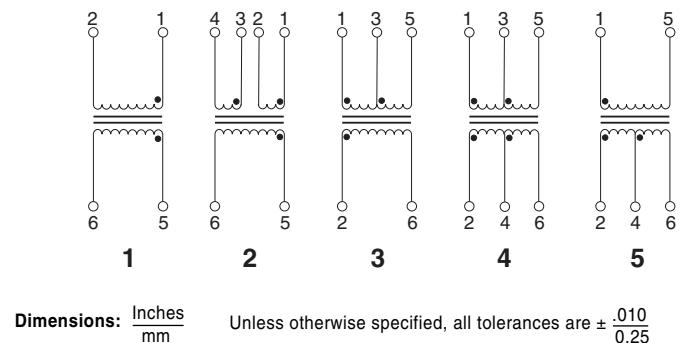 2 1 4 3 2 1 1 3 5 1 3 5 1 5
6 5 6 5 2 6 2 4 6 2 4 6
1 2 3 4 5
Dimensions: Inches/mm Unless otherwise specified, all tolerances are ± .010/0.25